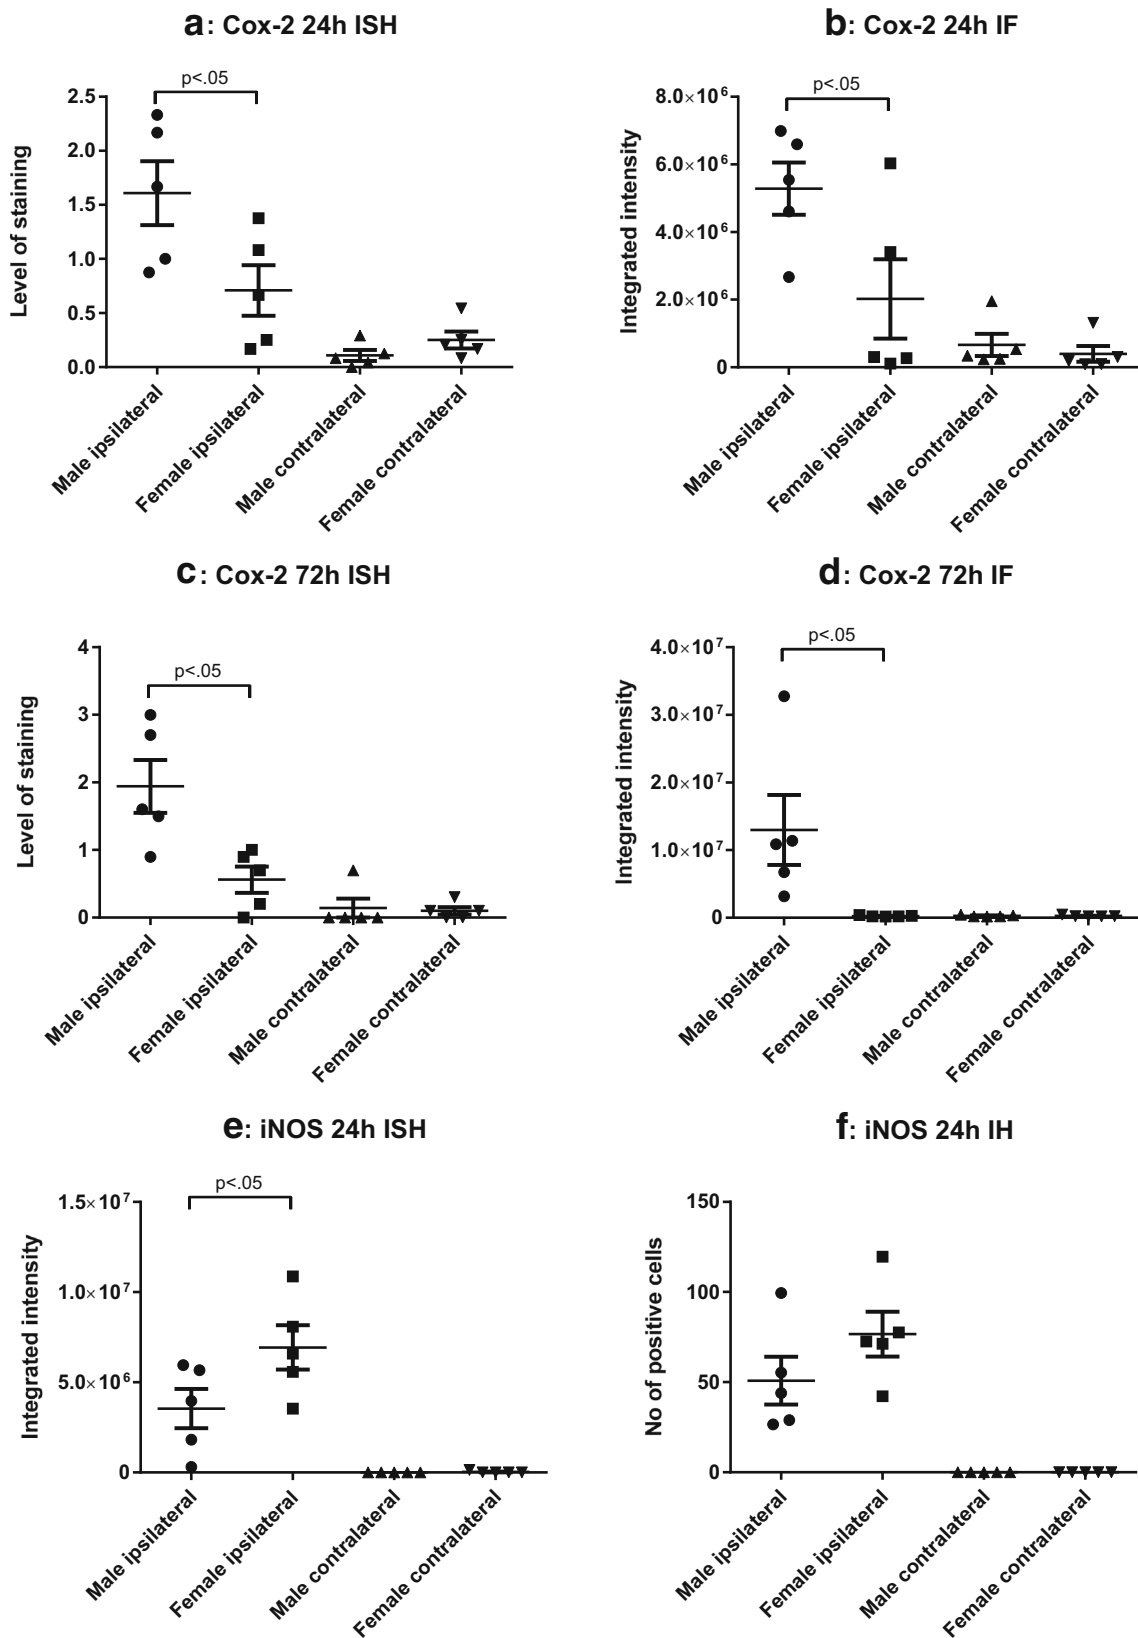 a: Cox-2 24h ISH
p<.05
Level of staining
2.5
2.0
1.5
1.0
0.5
0.0
Male ipsilateral
Female ipsilateral
Male contralateral
Female contralateral
b: Cox-2 24h IF
p<.05
Integrated intensity
8.0×10⁶
6.0×10⁶
4.0×10⁶
2.0×10⁶
0
Male ipsilateral
Female ipsilateral
Male contralateral
Female contralateral
c: Cox-2 72h ISH
p<.05
Level of staining
4
3
2
1
0
Male ipsilateral
Female ipsilateral
Male contralateral
Female contralateral
d: Cox-2 72h IF
p<.05
Integrated intensity
4.0×10⁷
3.0×10⁷
2.0×10⁷
1.0×10⁷
0
Male ipsilateral
Female ipsilateral
Male contralateral
Female contralateral
e: iNOS 24h ISH
p<.05
Integrated intensity
1.5×10⁷
1.0×10⁷
5.0×10⁶
0
Male ipsilateral
Female ipsilateral
Male contralateral
Female contralateral
f: iNOS 24h IH
No of positive cells
150
100
50
0
Male ipsilateral
Female ipsilateral
Male contralateral
Female contralateral